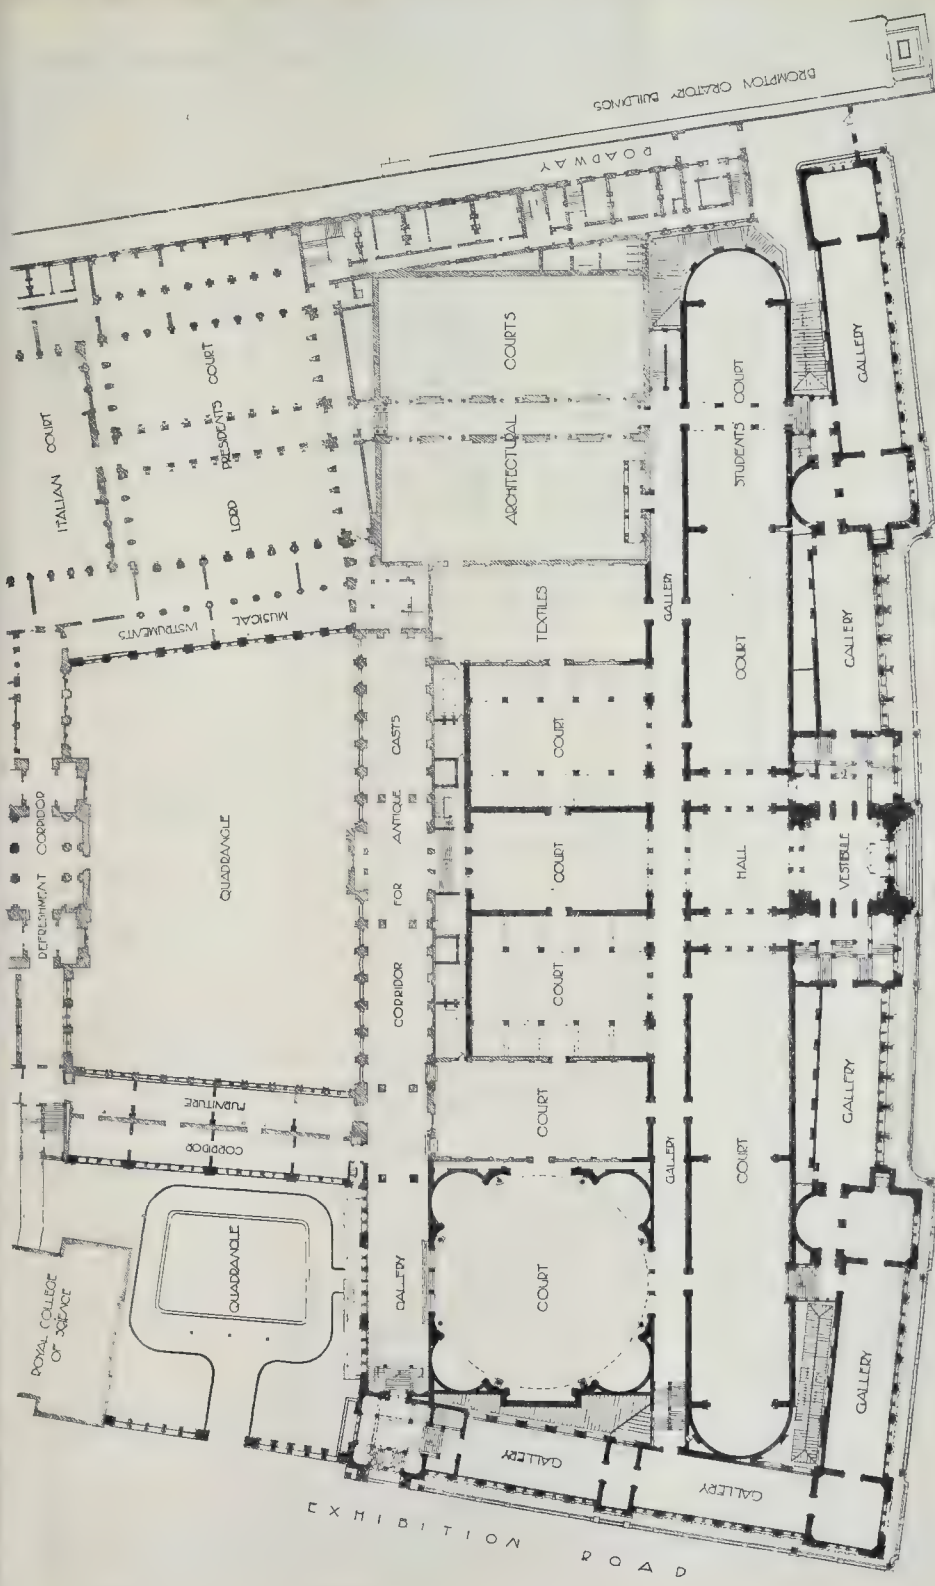 BROMPTON ORATORY BUILDINGS
ROADWAY
ITALIAN COURT
LORD PRESIDENTS COURT
MUSICAL
INSTRUMENTS
REFRESHMENT CORRIDOR
QUADRANGLE
FURNITURE
CORRIDOR
ROYAL COLLEGE
OF SCIENCE
QUADRANGLE
ARCHITECTURAL COURTS
TEXTILES
CORRIDOR FOR ANTIQUE CASTS
GALLERY
COURT
COURT
COURT
COURT
COURT
GALLERY
GALLERY
STUDENTS COURT
COURT
HALL
COURT
VESTIBULE
GALLERY
GALLERY
GALLERY
GALLERY
GALLERY
GALLERY
EXHIBITION ROAD